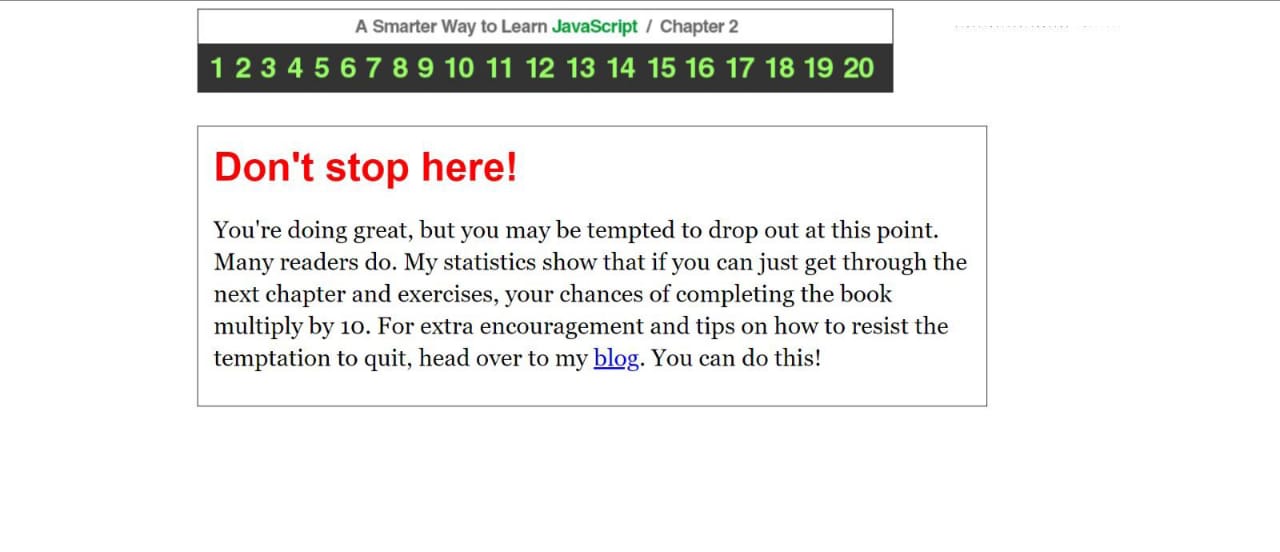 A Smarter Way to Learn JavaScript / Chapter 2
1 2 3 4 5 6 7 8 9 10 11 12 13 14 15 16 17 18 19 20
Don't stop here!
You're doing great, but you may be tempted to drop out at this point.
Many readers do. My statistics show that if you can just get through the
next chapter and exercises, your chances of completing the book
multiply by 10. For extra encouragement and tips on how to resist the
temptation to quit, head over to my blog. You can do this!